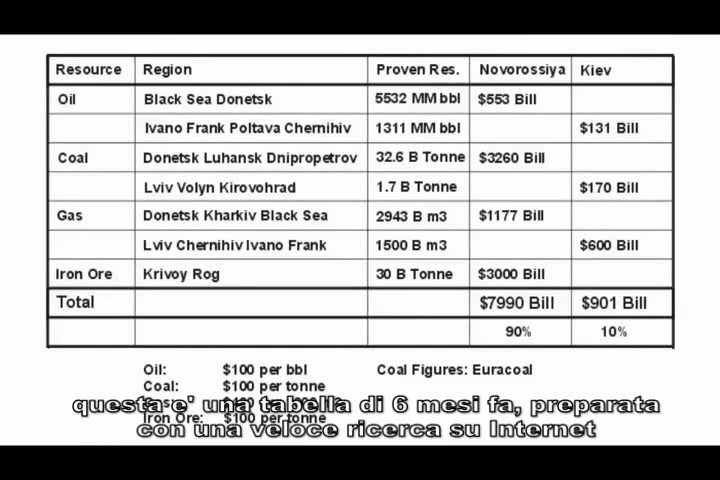 Resource Region Proven Res. Novorossiya Kiev
Oil Black Sea Donetsk 5532 MM bbl $553 Bill
Ivano Frank Poltava Chernihiv 1311 MM bbl $131 Bill
Coal Donetsk Luhansk Dnipropetrov 32.6 B Tonne $3260 Bill
Lviv Volyn Kirovohrad 1.7 B Tonne $170 Bill
Gas Donetsk Kharkiv Black Sea 2943 B m3 $1177 Bill
Lviv Chernihiv Ivano Frank 1500 B m3 $600 Bill
Iron Ore Krivoy Rog 30 B Tonne $3000 Bill
Total $7990 Bill $901 Bill
90% 10%
Oil: $100 per bbl Coal Figures: Euracoal
Coal: $100 per tonne
Iron Ore: $100 per tonne
questa e' una tabella di 6 mesi fa, preparata
con una veloce ricerca su Internet